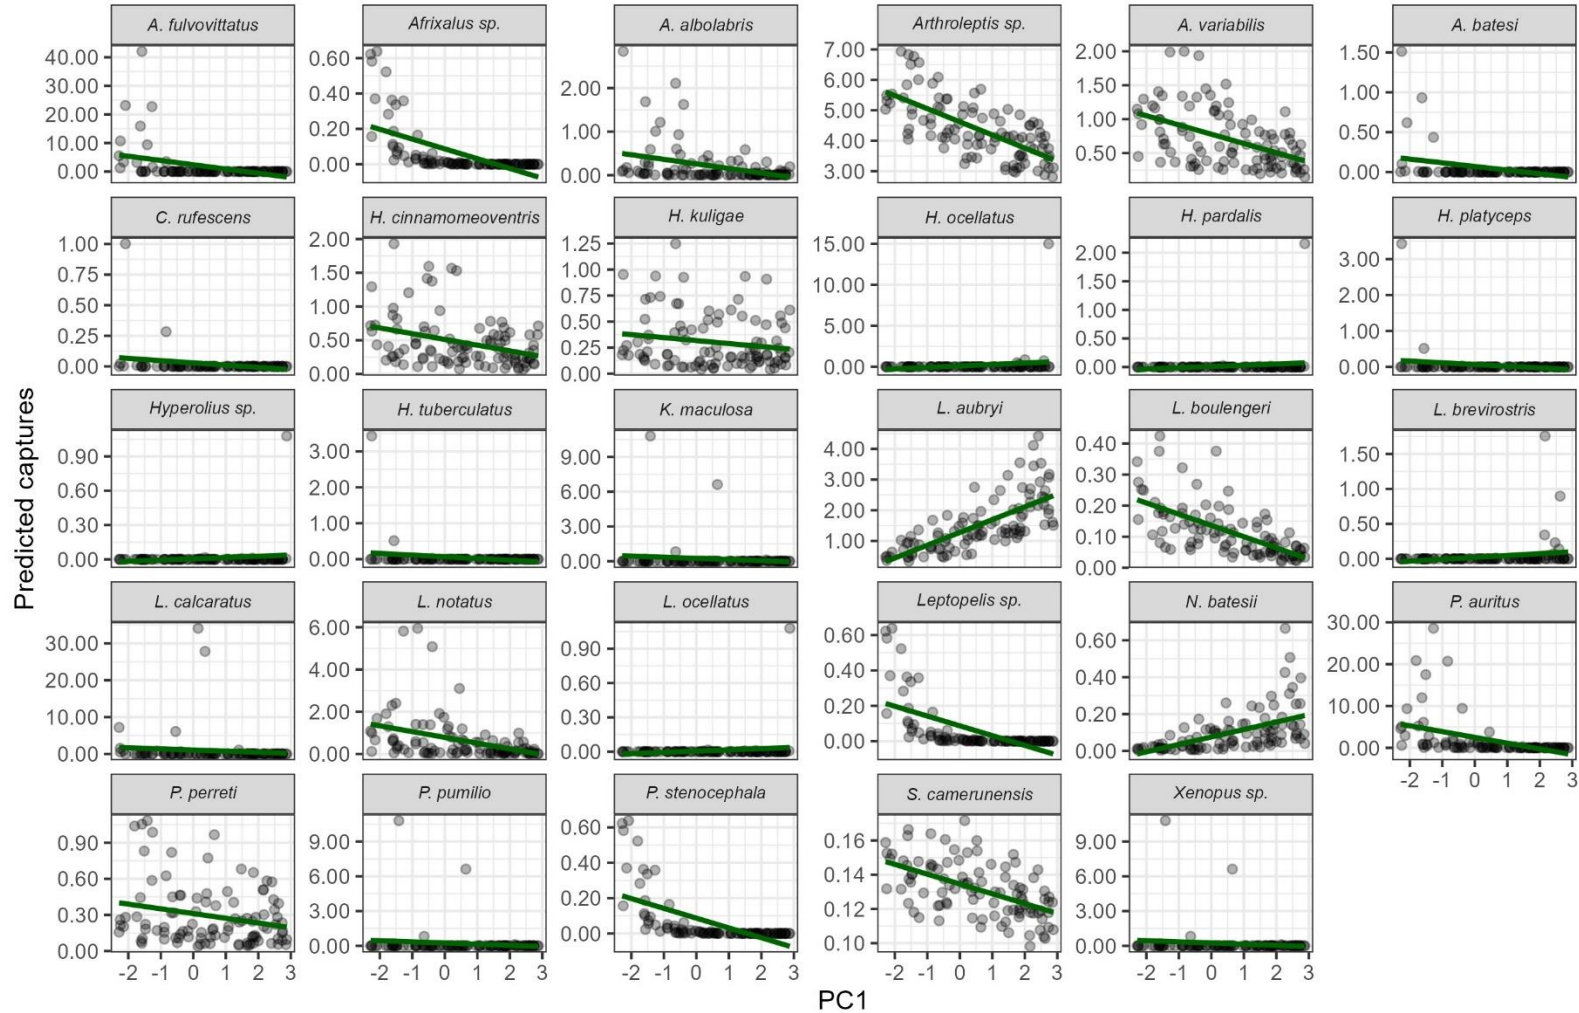 A. fulvovittatus Afrixalus sp. A. albolabris Arthroleptis sp. A. variabilis A. batesi
40.00 0.60 2.00 7.00 2.00 1.50
30.00 0.40 1.00 6.00 1.50 1.00
20.00 0.20 0.00 5.00 1.00 0.50
10.00 0.00 4.00 0.50 0.00
0.00 3.00
C. rufescens H. cinnamomeoventris H. kuligae H. ocellatus H. pardalis H. platyceps
1.00 2.00 1.25 15.00 2.00 3.00
0.75 1.50 1.00 10.00 1.50 2.00
0.50 1.00 0.75 5.00 1.00 1.00
0.25 0.50 0.50 0.00 0.50 0.00
0.00 0.00 0.25 0.00
0.00
Hyperolius sp. H. tuberculatus K. maculosa L. aubryi L. boulengeri L. brevirostris
0.90 3.00 9.00 4.00 0.40 1.50
0.60 2.00 6.00 3.00 0.30 1.00
0.30 1.00 3.00 2.00 0.20 0.50
0.00 0.00 0.00 1.00 0.10 0.00
0.00
Predicted captures
L. calcaratus L. notatus L. ocellatus Leptopelis sp. N. batesii P. auritus
30.00 6.00 0.90 0.60 0.60 30.00
20.00 4.00 0.60 0.40 0.40 20.00
10.00 2.00 0.30 0.20 0.20 10.00
0.00 0.00 0.00 0.00 0.00 0.00
-2 -1 0 1 2 3
P. perreti P. pumilio P. stenocephala S. camerunensis Xenopus sp.
0.90 9.00 0.60 0.16 9.00
0.60 6.00 0.40 0.14 6.00
0.30 3.00 0.20 0.12 3.00
0.00 0.00 0.00 0.10 0.00
-2 -1 0 1 2 3 -2 -1 0 1 2 3 -2 -1 0 1 2 3 -2 -1 0 1 2 3 -2 -1 0 1 2 3
PC1